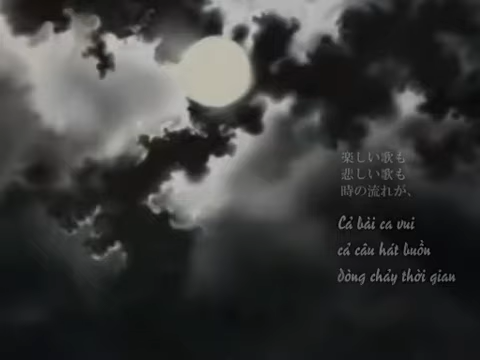 楽しい歌も
悲しい歌も
時の流れが、
Cả bài ca vui
cả câu hát buồn
dòng chảy thời gian